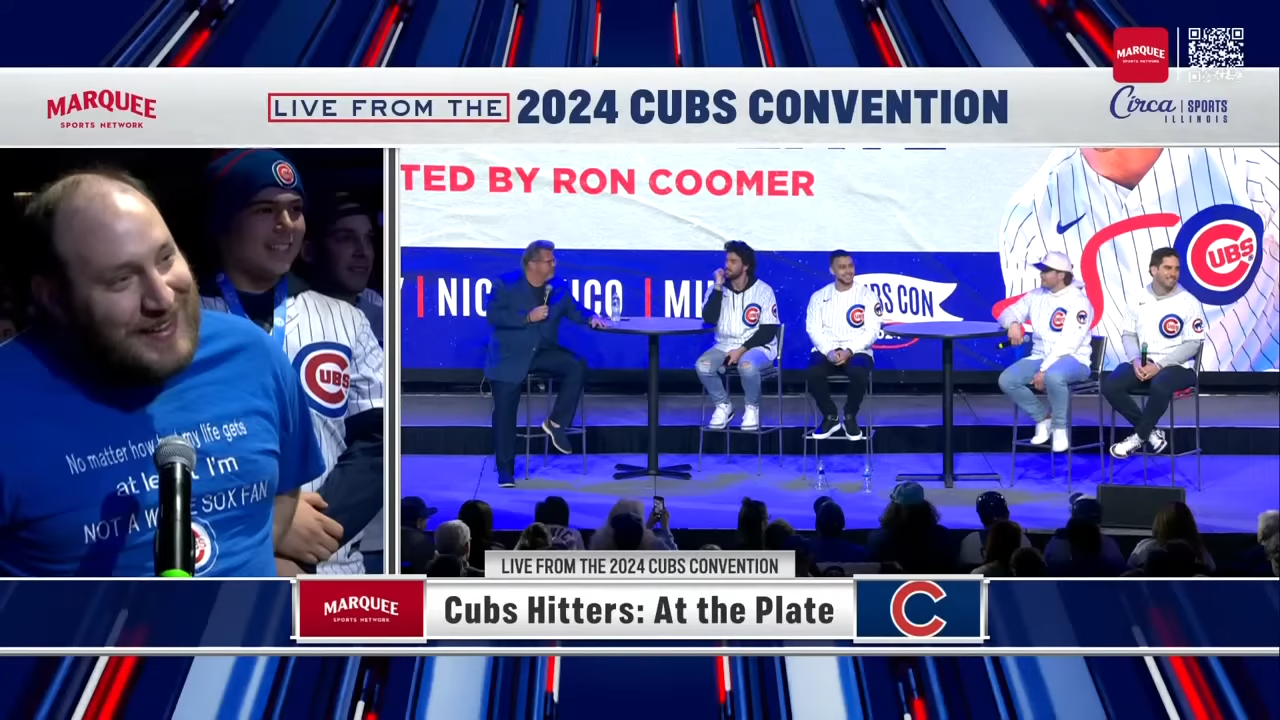 MARQUEE
SPORTS NETWORK
LIVE FROM THE 2024 CUBS CONVENTION
MARQUEE
SPORTS NETWORK
Circa | SPORTS
ILLINOIS
TED BY RON COOMER
NIC
ICO
CON
CUBS
CUBS
No matter how my life gets
at I'm
NOT A SOX FAN
LIVE FROM THE 2024 CUBS CONVENTION
MARQUEE
SPORTS NETWORK
Cubs Hitters: At the Plate
C